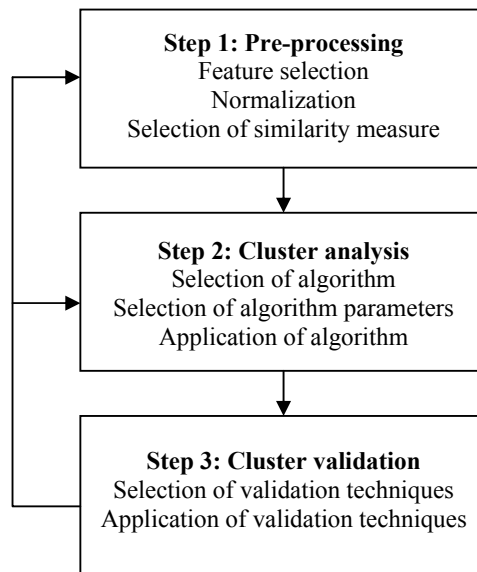 Step 1: Pre-processing
Feature selection
Normalization
Selection of similarity measure
Step 2: Cluster analysis
Selection of algorithm
Selection of algorithm parameters
Application of algorithm
Step 3: Cluster validation
Selection of validation techniques
Application of validation techniques